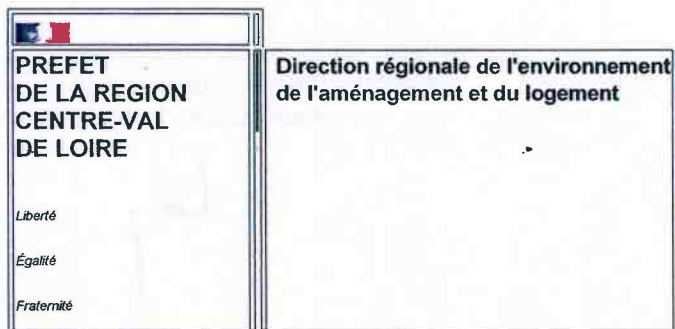 PREFET
DE LA REGION
CENTRE-VAL
DE LOIRE
Liberté
Égalité
Fraternité
Direction régionale de l'environnement
de l'aménagement et du logement